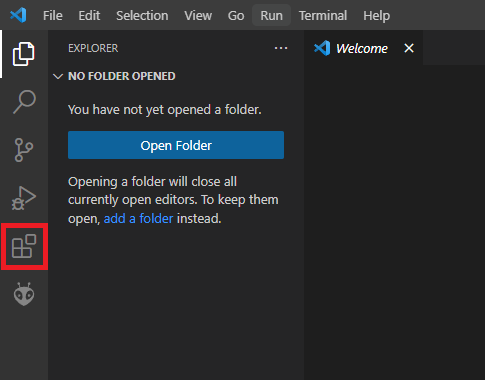 File Edit Selection View Go Run Terminal Help
EXPLORER ...
Welcome
NO FOLDER OPENED
You have not yet opened a folder.
Open Folder
Opening a folder will close all
currently open editors. To keep them
open, add a folder instead.